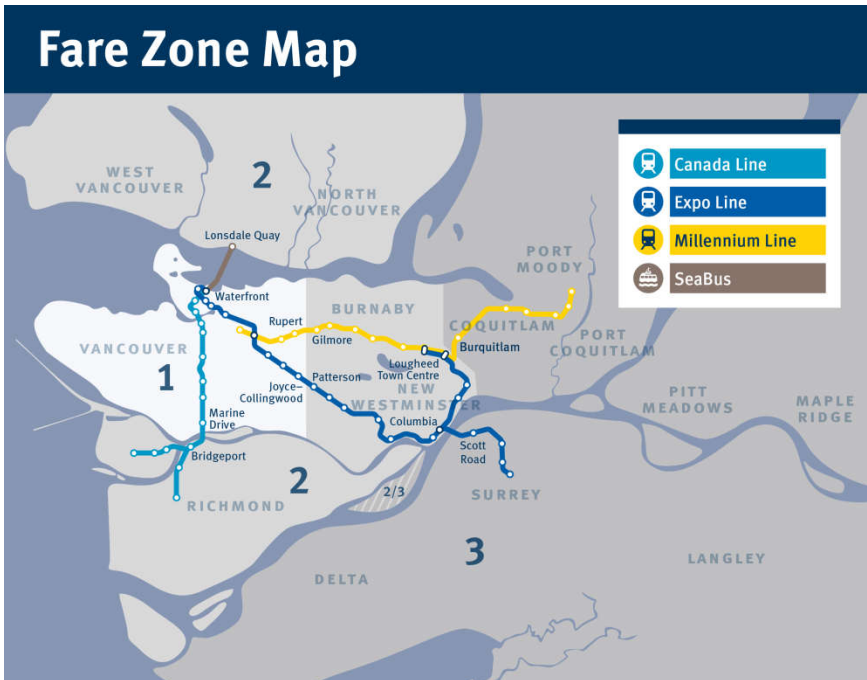 Fare Zone Map
Canada Line
Expo Line
Millennium Line
SeaBus
WEST
VANCOUVER
2
NORTH
VANCOUVER
Lonsdale Quay
PORT
MOODY
Waterfront
BURNABY
Rupert
Gilmore
COQUITLAM
Burquitlam
PORT
COQUITLAM
VANCOUVER
1
Lougheed
Town Centre
Joyce–
Collingwood
Patterson
NEW
WESTMINSTER
PITT
MEADOWS
MAPLE
RIDGE
Marine
Drive
Columbia
Bridgeport
Scott
Road
2
2/3
RICHMOND
SURREY
3
DELTA
LANGLEY